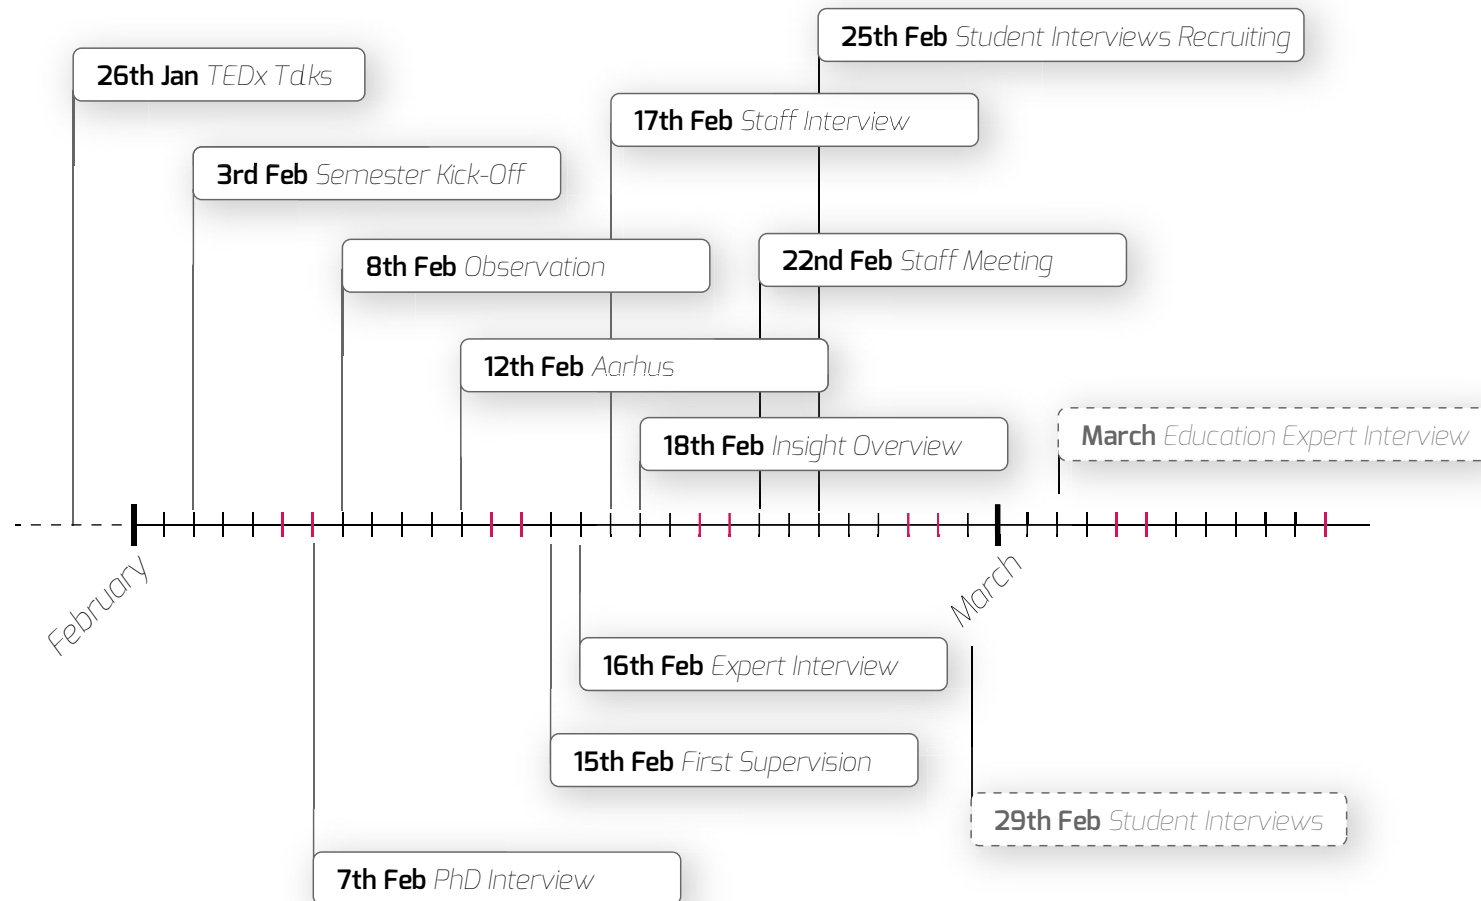 25th Feb Student Interviews Recruiting
26th Jan TEDx Talks
17th Feb Staff Interview
3rd Feb Semester Kick-Off
8th Feb Observation
22nd Feb Staff Meeting
12th Feb Aarhus
18th Feb Insight Overview
March Education Expert Interview
February
March
16th Feb Expert Interview
15th Feb First Supervision
29th Feb Student Interviews
7th Feb PhD Interview